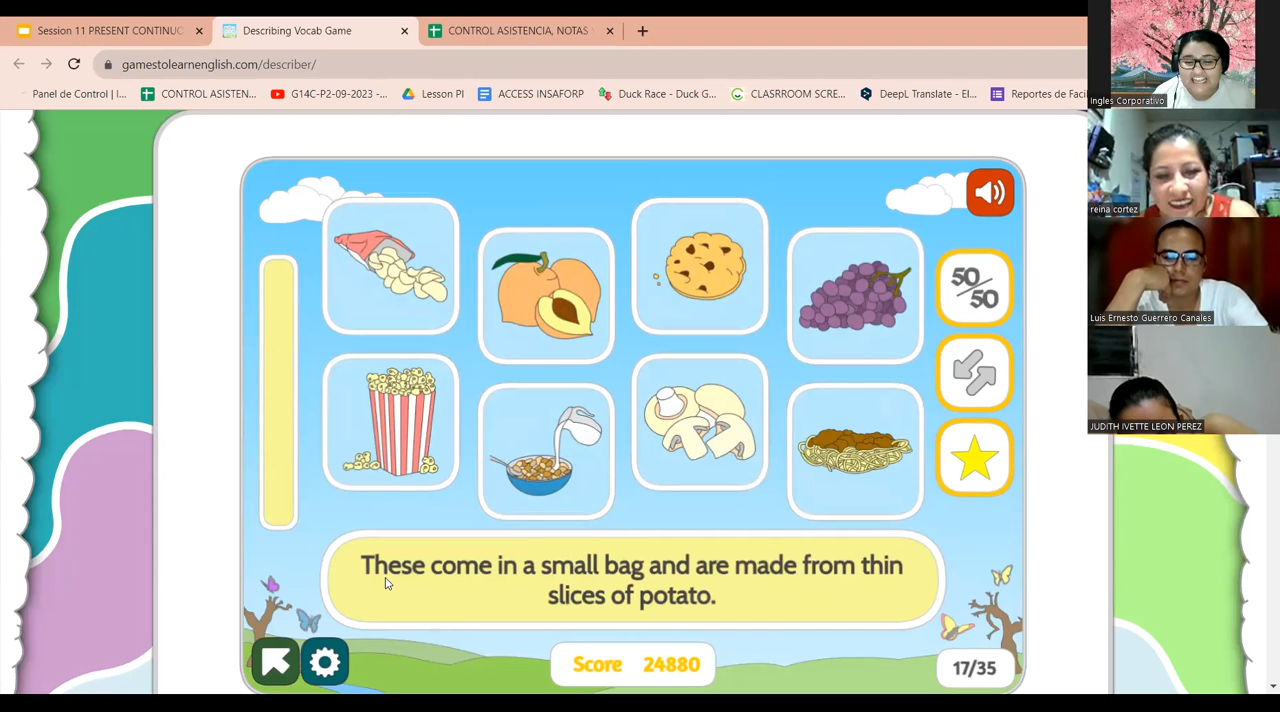 Session 11 PRESENT CONTINUO
Describing Vocab Game
CONTROL ASISTENCIA, NOTAS
gamestolearnenglish.com/describer/
Panel de Control | I...
CONTROL ASISTEN...
G14C-P2-09-2023 -...
Lesson Pl
ACCESS INSAFORP
Duck Race - Duck G...
CLASRROOM SCRE...
DeepL Translate - El...
Reportes de Facil
Ingles Corporativo
reina cortez
Luis Ernesto Guerrero Canales
JUDITH IVETTE LEON PEREZ
50/50
These come in a small bag and are made from thin
slices of potato.
Score 24880
17/35